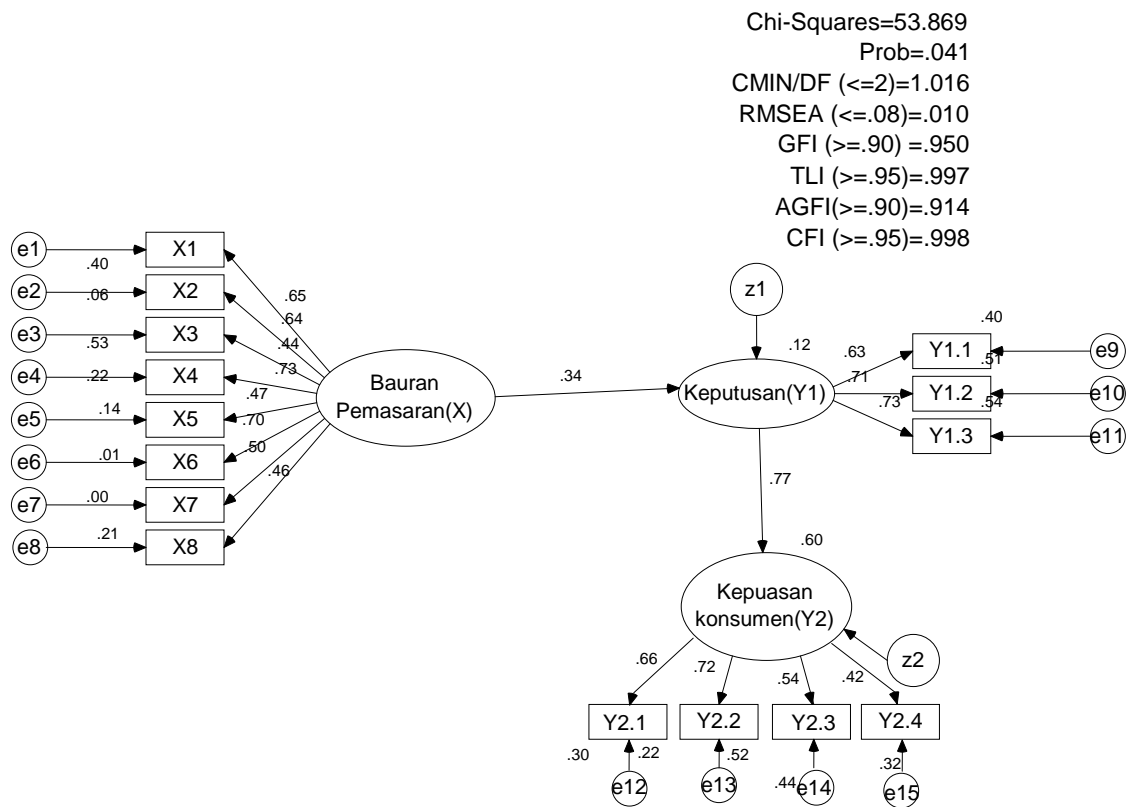 Chi-Squares=53.869
Prob=.041
CMIN/DF (<=2)=1.016
RMSEA (<=.08)=.010
GFI (>=.90) =.950
TLI (>=.95)=.997
AGFI(>=.90)=.914
CFI (>=.95)=.998
e1
.40
X1
e2
.06
X2
e3
.53
X3
e4
.22
X4
e5
.14
X5
e6
.01
X6
e7
.00
X7
e8
.21
X8
.65
.64
.44
.73
.47
.70
.50
.46
Bauran
Pemasaran(X)
.34
z1
.12
Keputusan(Y1)
.63
.71
.73
.40
Y1.1
e9
.51
Y1.2
e10
.54
Y1.3
e11
.77
.60
Kepuasan
konsumen(Y2)
z2
.66
.72
.54
.42
Y2.1
Y2.2
Y2.3
Y2.4
.30
.22
.52
.44
.32
e12
e13
e14
e15